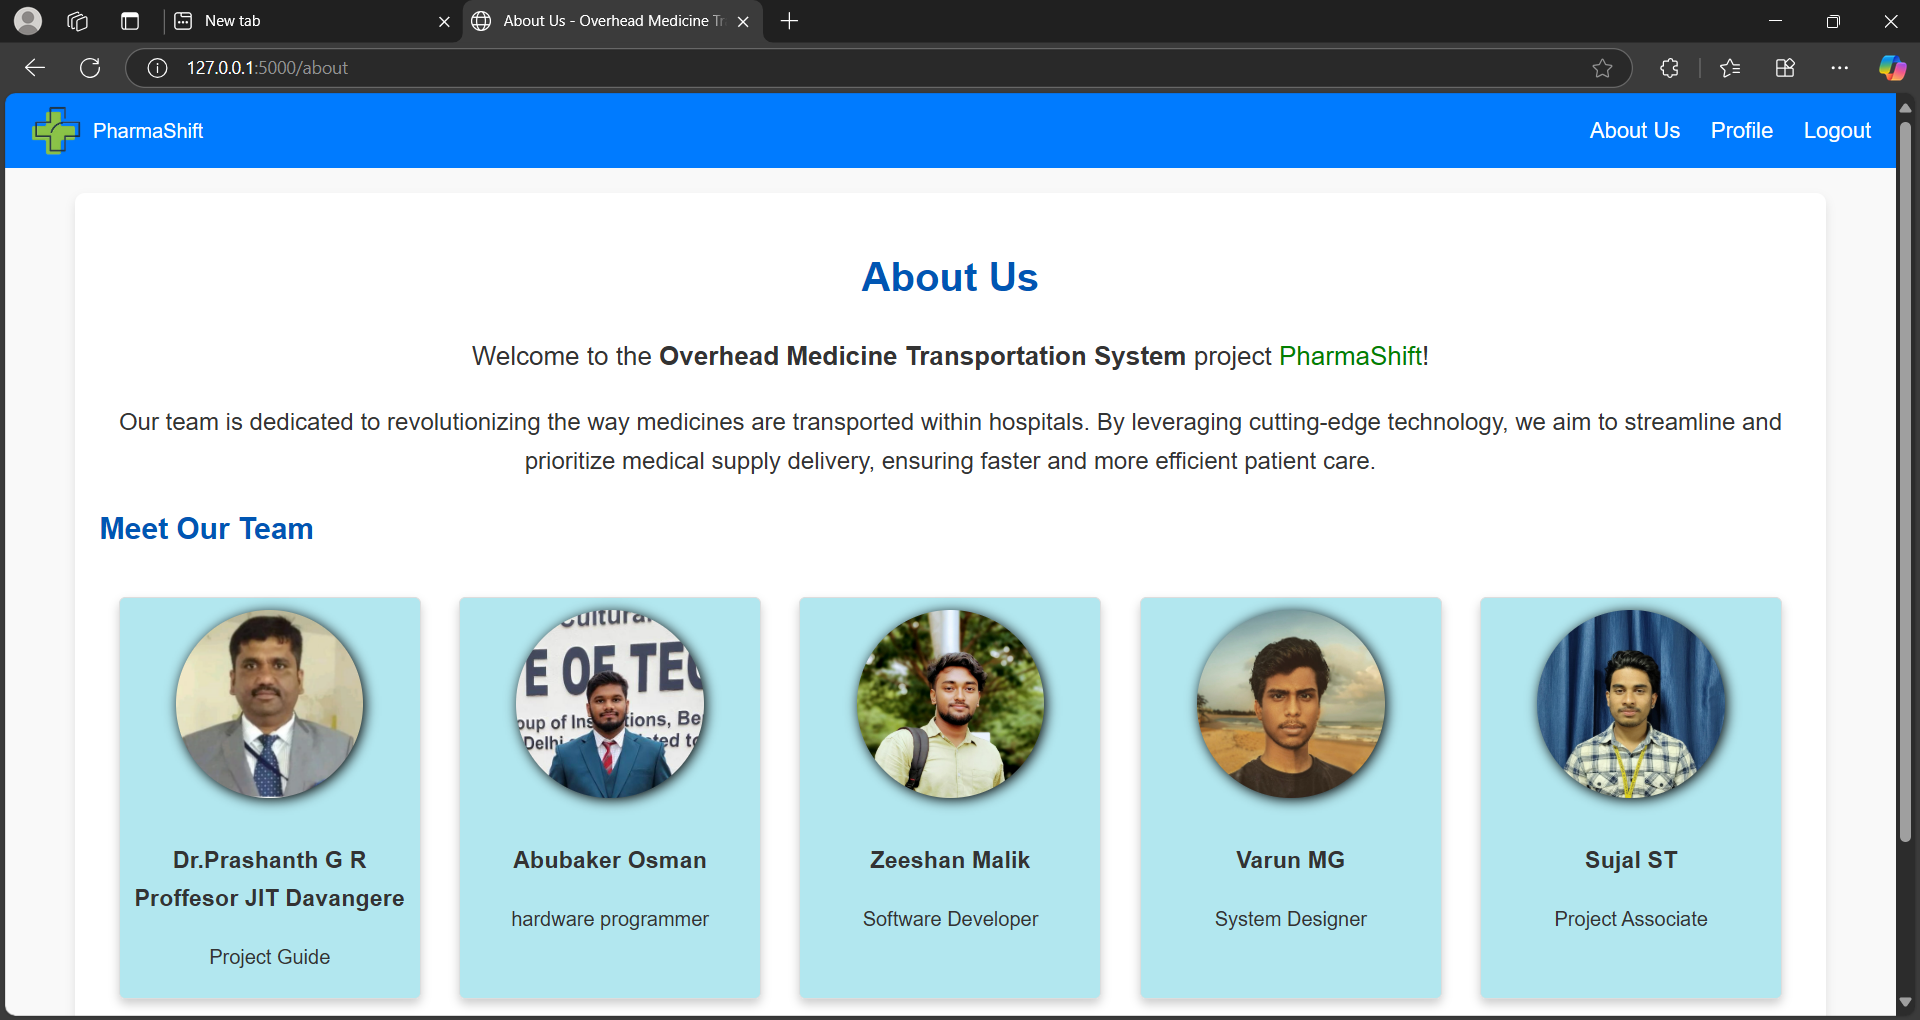 New tab
About Us - Overhead Medicine Tr
127.0.0.1:5000/about
PharmaShift
About Us Profile Logout
About Us
Welcome to the Overhead Medicine Transportation System project PharmaShift!
Our team is dedicated to revolutionizing the way medicines are transported within hospitals. By leveraging cutting-edge technology, we aim to streamline and
prioritize medical supply delivery, ensuring faster and more efficient patient care.
Meet Our Team
E OF TEC
Dr.Prashanth G R
Proffesor JIT Davangere
Project Guide
Abubaker Osman
hardware programmer
Zeeshan Malik
Software Developer
Varun MG
System Designer
Sujal ST
Project Associate